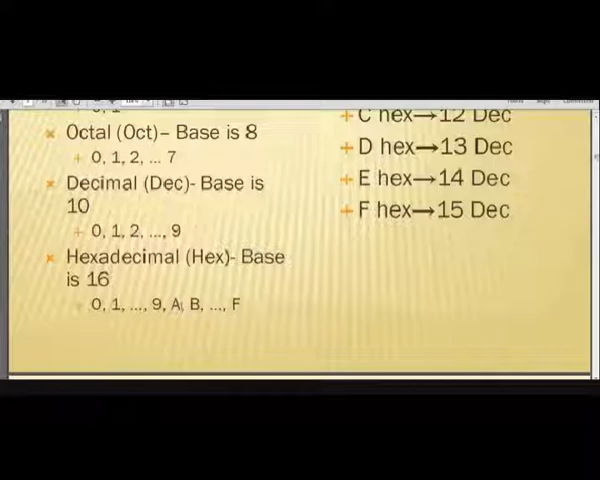 0, 1
Octal (Oct)– Base is 8
0, 1, 2, ... 7
Decimal (Dec)- Base is
10
0, 1, 2, ..., 9
Hexadecimal (Hex)- Base
is 16
0, 1, ..., 9, A, B, ..., F
C hex→12 Dec
D hex→13 Dec
E hex→14 Dec
F hex→15 Dec